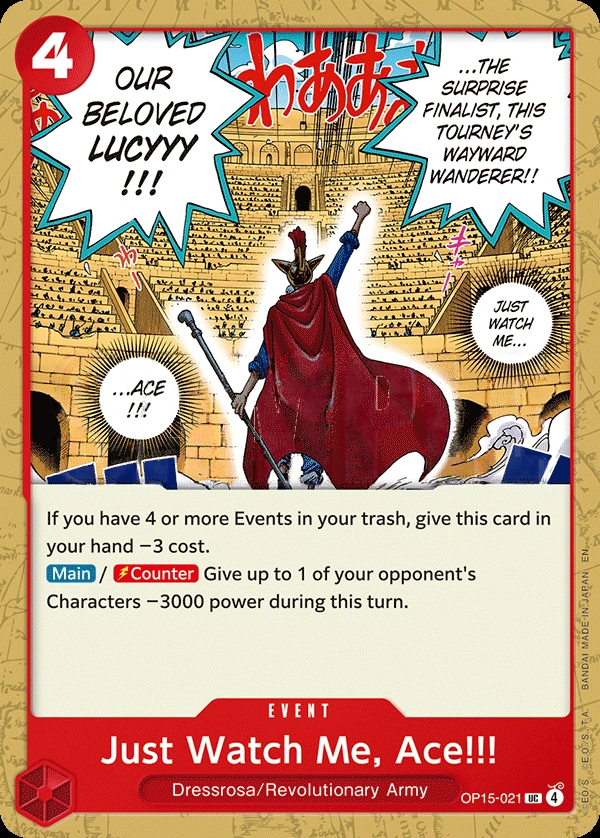 4
OUR
BELOVED
LUCYYY
!!!
わああ
...THE
SURPRISE
FINALIST, THIS
TOURNEY'S
WAYWARD
WANDERER!!
JUST
WATCH
ME...
...ACE
!!!
If you have 4 or more Events in your trash, give this card in
your hand −3 cost.
Main / Counter Give up to 1 of your opponent's
Characters −3000 power during this turn.
EVENT
Just Watch Me, Ace!!!
Dressrosa/Revolutionary Army
OP15-021 UC 4
©E.O./S. ©E.O./S.,T.A. BANDAI MADE IN JAPAN EN